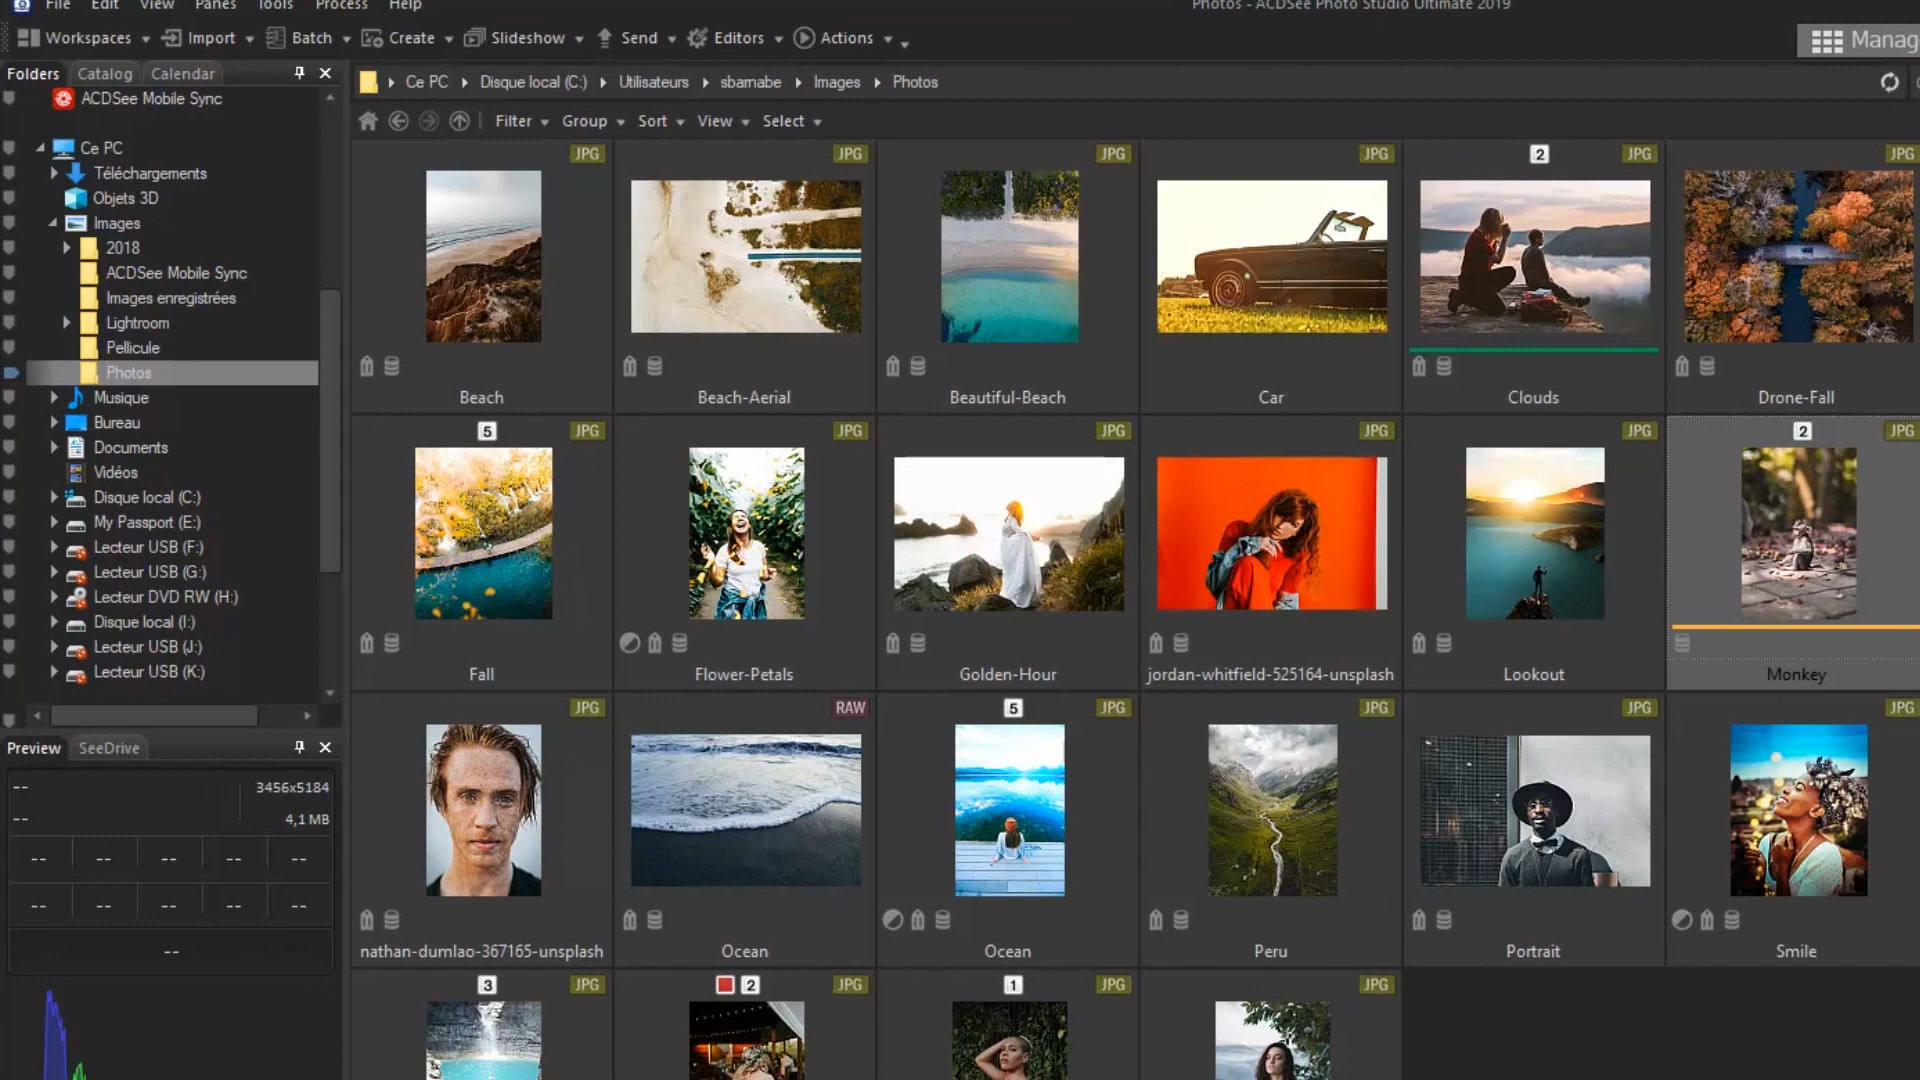 File Edit View Panes Tools Process Help
Photos - ACDSee Photo Studio Ultimate 2019
Workspaces Import Batch Create Slideshow Send Editors Actions
Manag
Folders Catalog Calendar
Ce PC Disque local (C:) Utilisateurs sbarnabe Images Photos
Filter Group Sort View Select
ACDSee Mobile Sync
Ce PC
Téléchargements
Objets 3D
Images
2018
ACDSee Mobile Sync
Images enregistrées
Lightroom
Pellicule
Photos
Musique
Bureau
Documents
Vidéos
Disque local (C:)
My Passport (E:)
Lecteur USB (F:)
Lecteur USB (G:)
Lecteur DVD RW (H:)
Disque local (I:)
Lecteur USB (J:)
Lecteur USB (K:)
Preview SeeDrive
-- 3456x5184
-- 4,1 MB
-- -- -- -- --
-- -- -- -- --
--
JPG JPG JPG JPG 2 JPG JPG
Beach Beach-Aerial Beautiful-Beach Car Clouds Drone-Fall
5 JPG JPG JPG JPG JPG 2 JPG
Fall Flower-Petals Golden-Hour jordan-whitfield-525164-unsplash Lookout Monkey
JPG RAW 5 JPG JPG JPG JPG
nathan-dumlao-367165-unsplash Ocean Ocean Peru Portrait Smile
3 JPG 2 JPG 1 JPG JPG